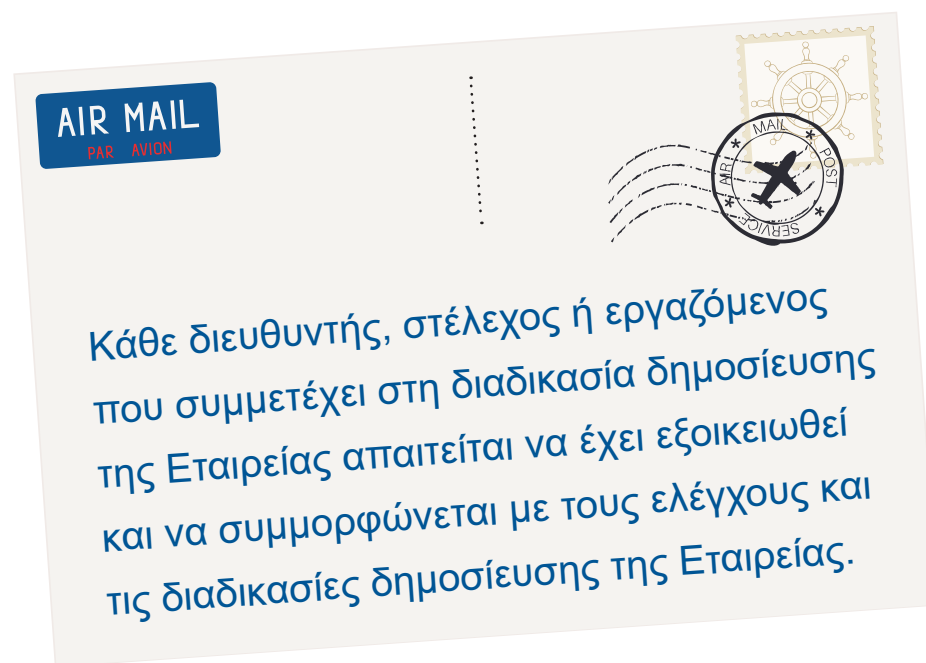 AIR MAIL
PAR AVION
AIR MAIL POST
SERVICE
Κάθε διευθυντής, στέλεχος ή εργαζόμενος
που συμμετέχει στη διαδικασία δημοσίευσης
της Εταιρείας απαιτείται να έχει εξοικειωθεί
και να συμμορφώνεται με τους ελέγχους και
τις διαδικασίες δημοσίευσης της Εταιρείας.